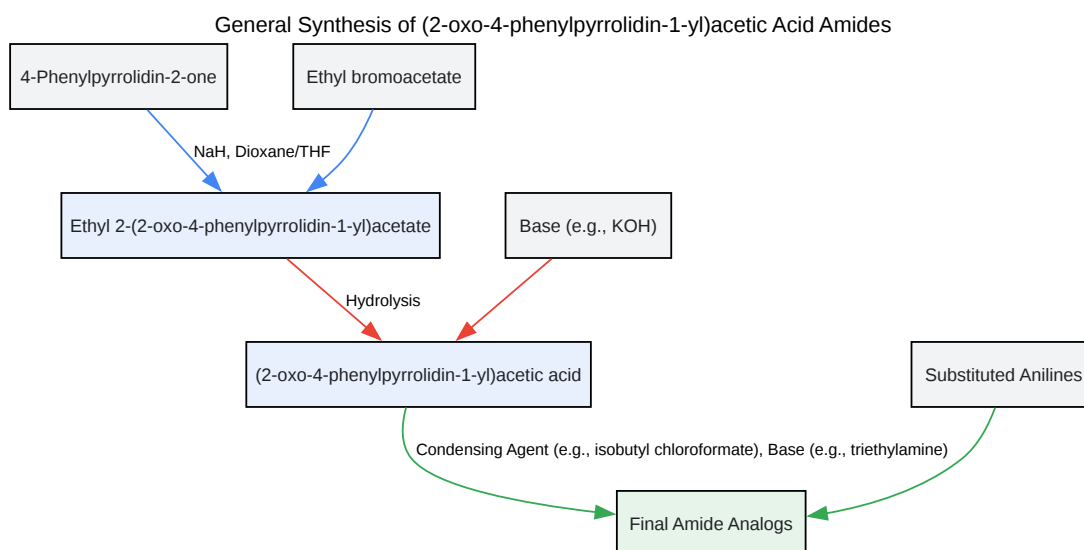 General Synthesis of (2-oxo-4-phenylpyrrolidin-1-yl)acetic Acid Amides
4-Phenylpyrrolidin-2-one
Ethyl bromoacetate
NaH, Dioxane/THF
Ethyl 2-(2-oxo-4-phenylpyrrolidin-1-yl)acetate
Base (e.g., KOH)
Hydrolysis
(2-oxo-4-phenylpyrrolidin-1-yl)acetic acid
Substituted Anilines
Condensing Agent (e.g., isobutyl chloroformate), Base (e.g., triethylamine)
Final Amide Analogs